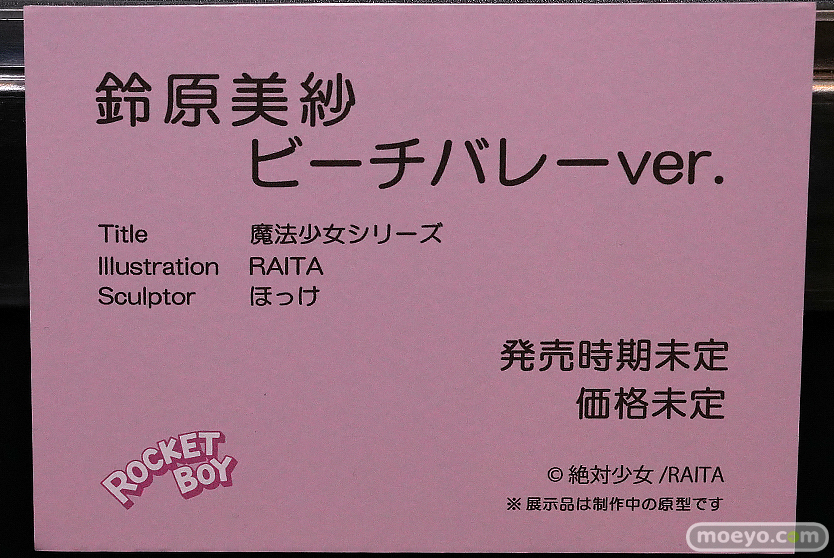 鈴原美紗
ビーチバレーver.
Title 魔法少女シリーズ
Illustration RAITA
Sculptor ほっけ
発売時期未定
価格未定
ROCKET
BOY
© 絶対少女 /RAITA
※ 展示品は制作中の原型です
moeyo.com